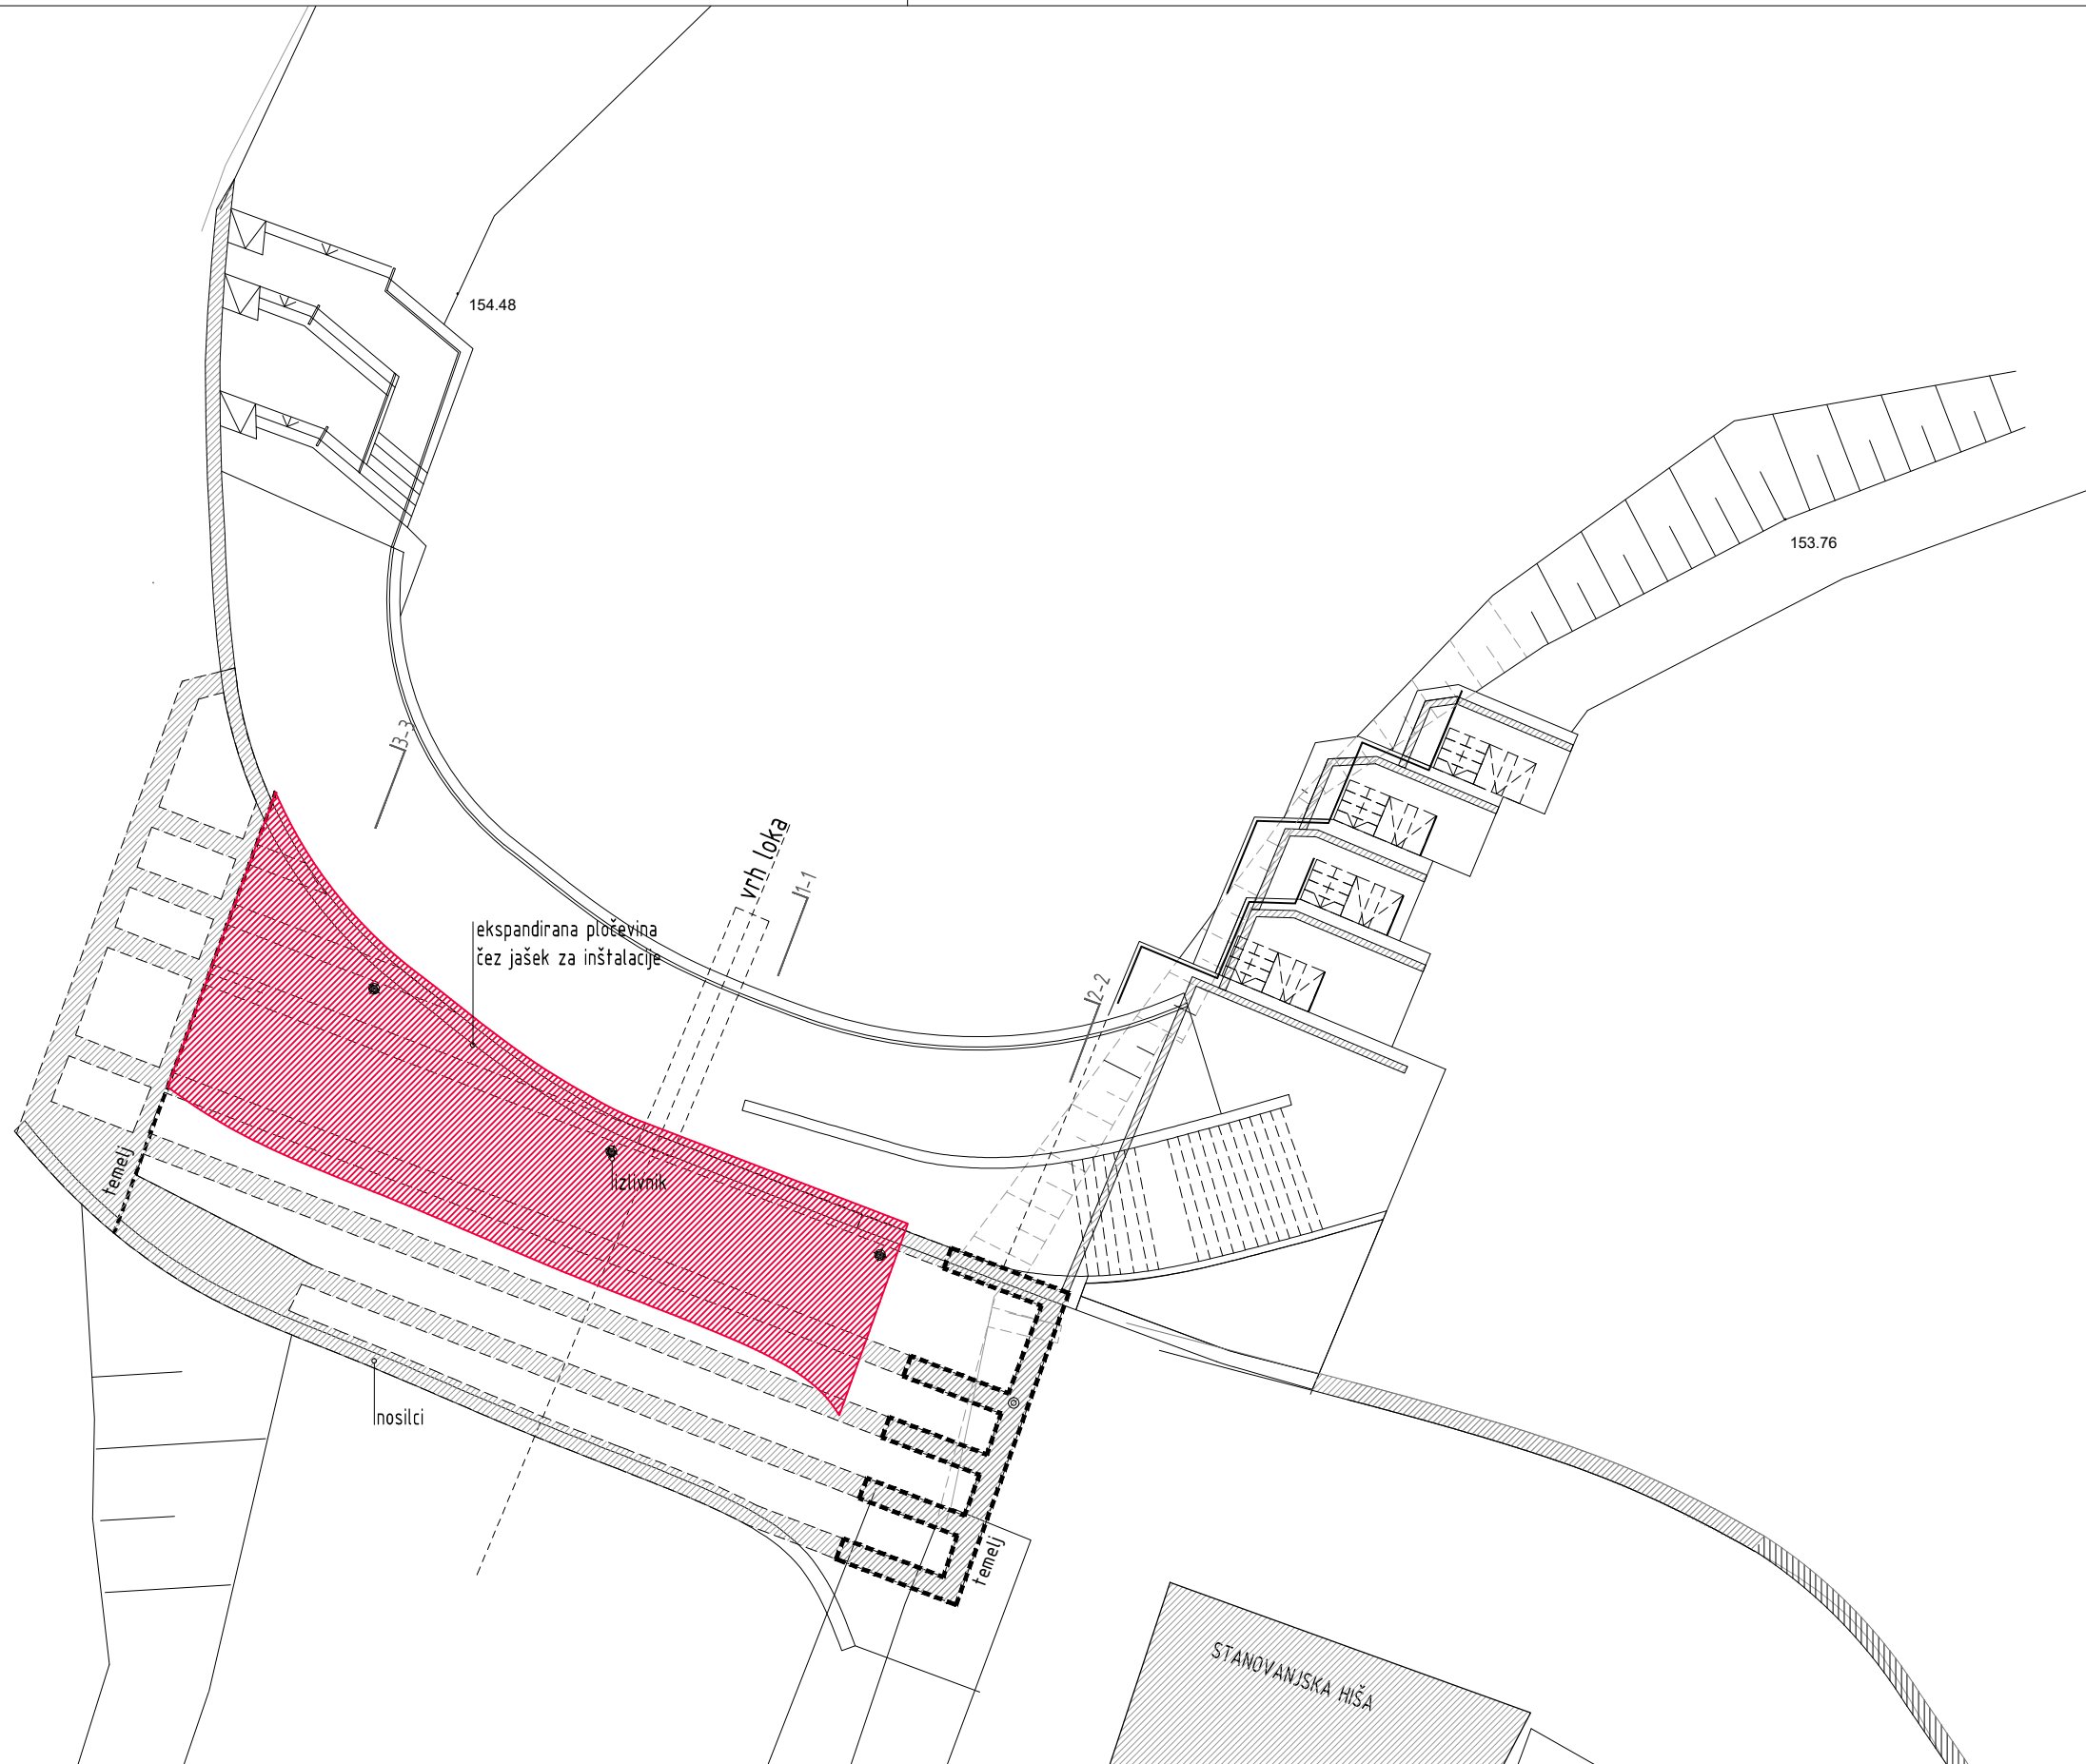 154.48
153.76
3-3
vrh loka
1-1
ekspandirana pločevina
čez jašek za inštalacije
2-2
temelj
izlivnik
nosilci
temelj
STANOVANJSKA HIŠA